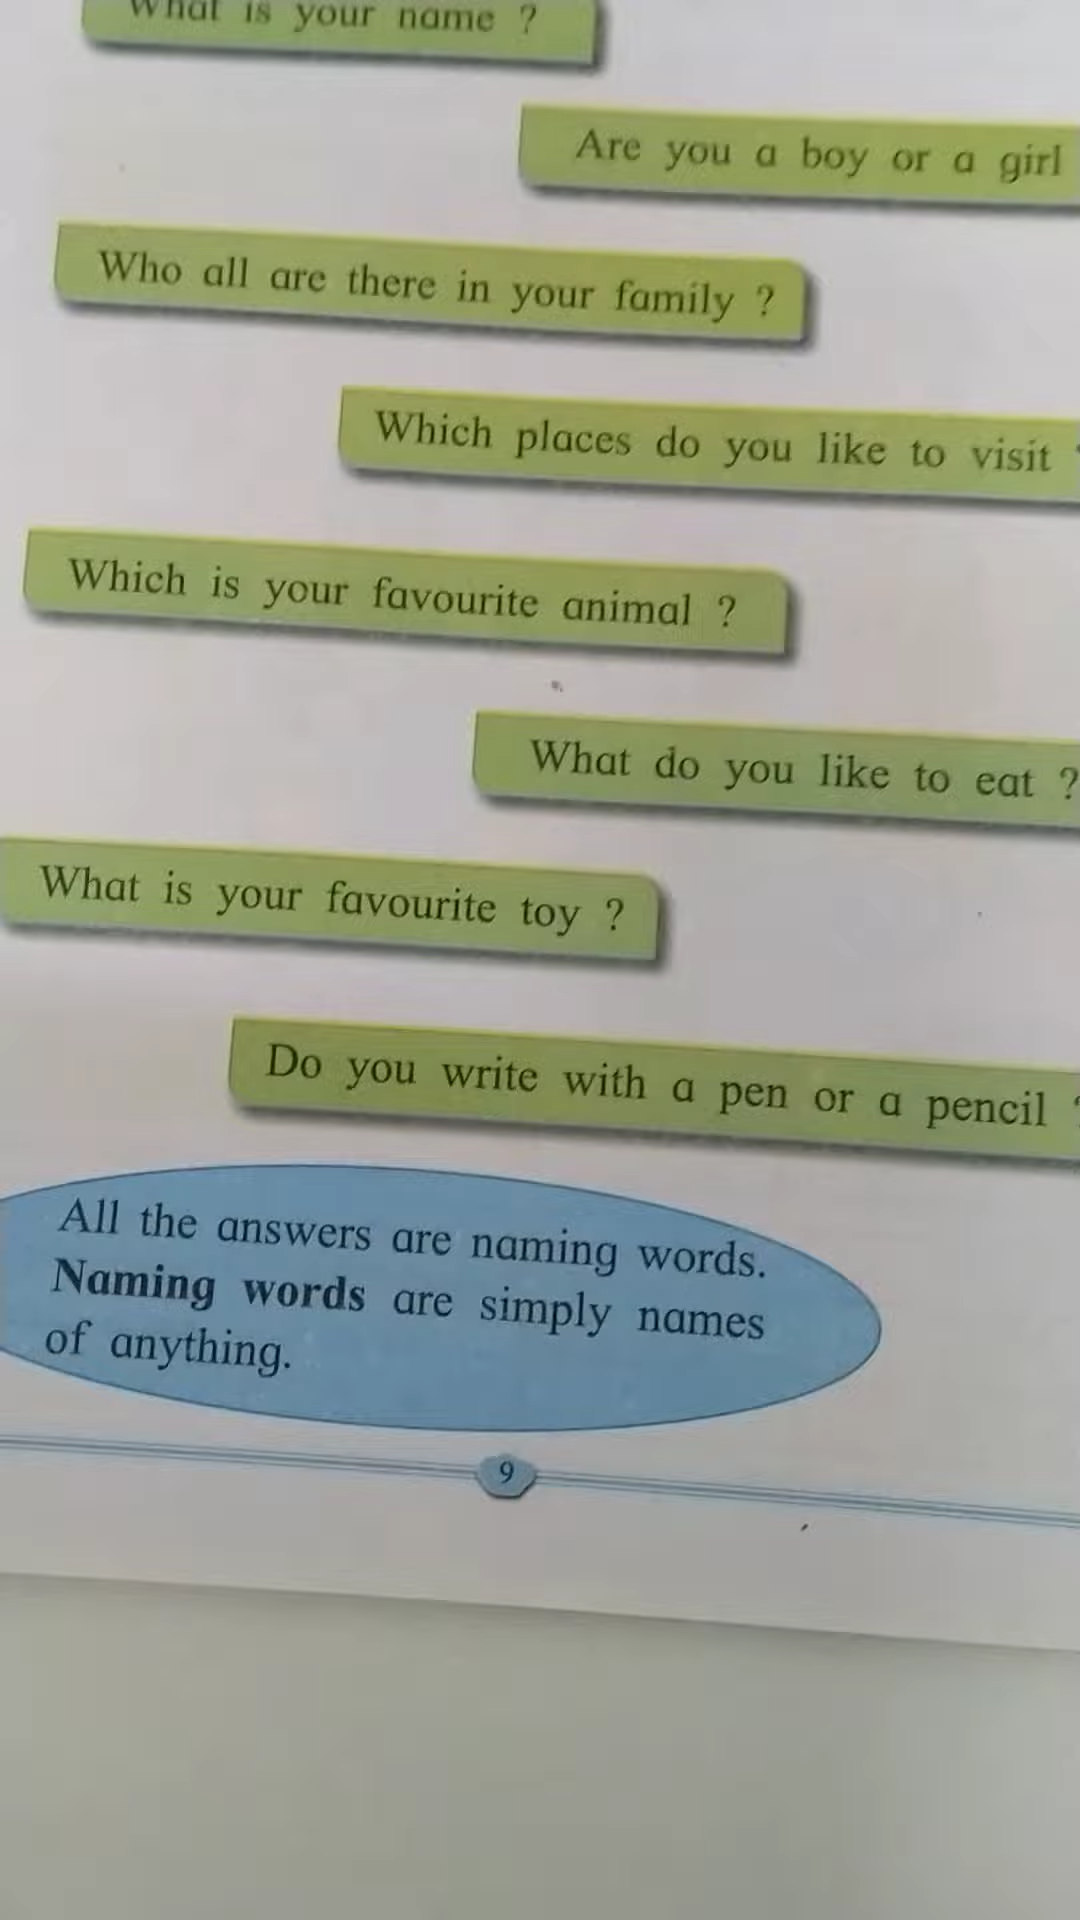 What is your name ?
Are you a boy or a girl
Who all are there in your family ?
Which places do you like to visit
Which is your favourite animal ?
What do you like to eat ?
What is your favourite toy ?
Do you write with a pen or a pencil
All the answers are naming words.
Naming words are simply names
of anything.
9